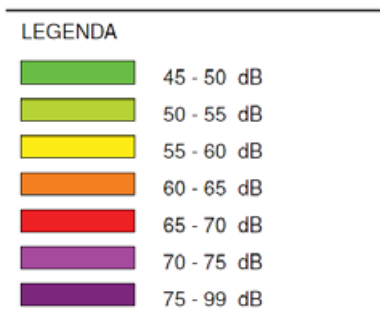 LEGENDA
45 - 50 dB
50 - 55 dB
55 - 60 dB
60 - 65 dB
65 - 70 dB
70 - 75 dB
75 - 99 dB